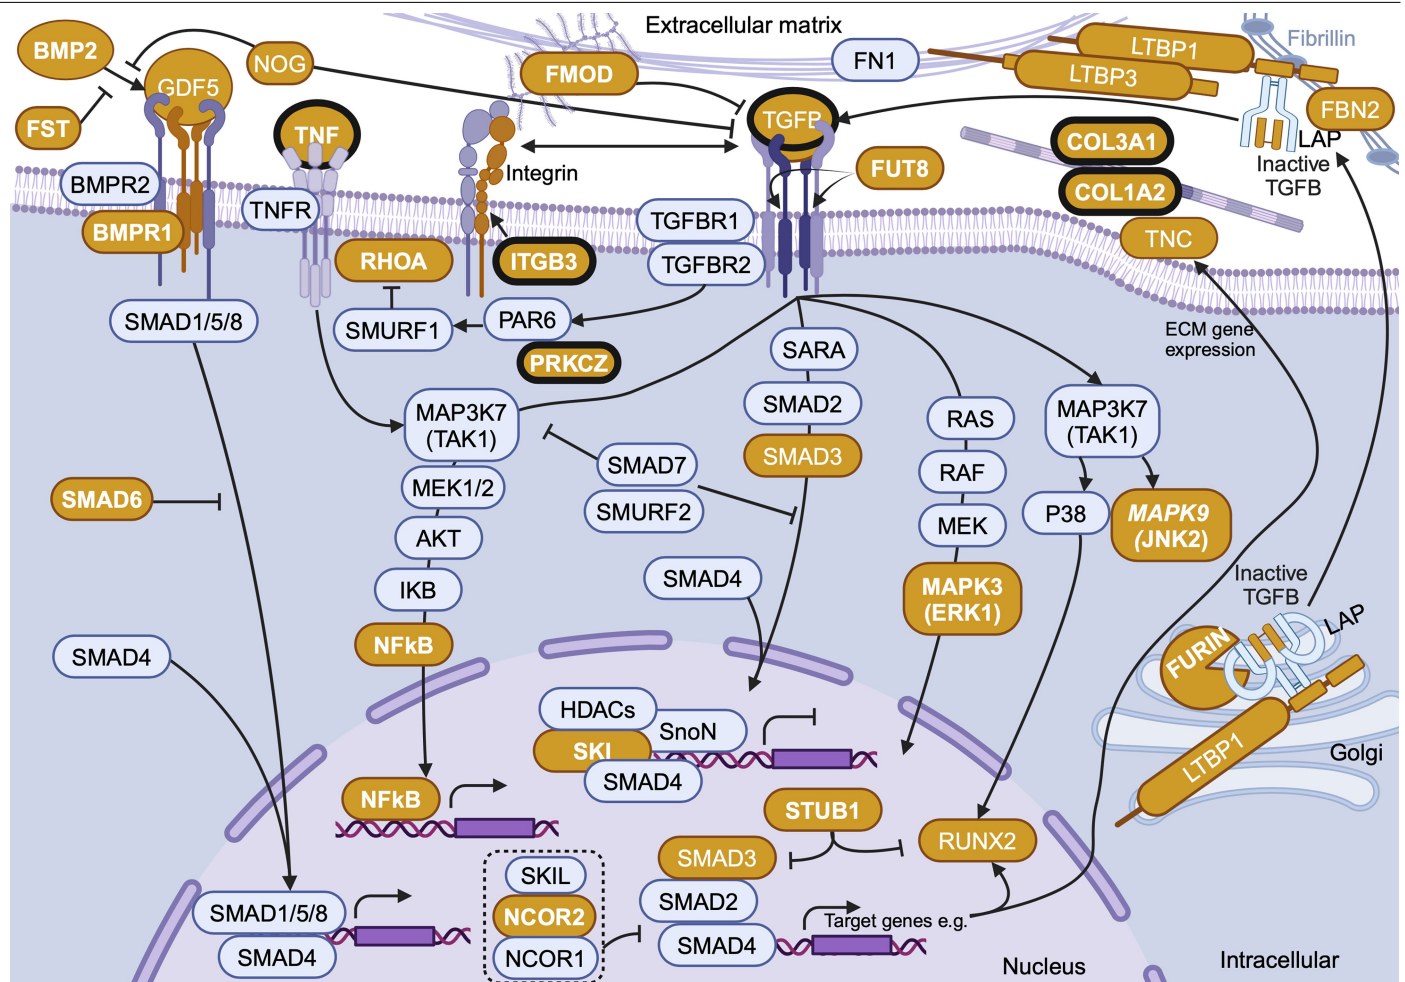 Extracellular matrix
BMP2
NOG
GDF5
FST
FMOD
FN1
LTBP1
LTBP3
Fibrillin
FBN2
TNF
TGFB
LAP
Inactive
TGFB
COL3A1
COL1A2
TNC
Integrin
FUT8
BMPR2
BMPR1
TNFR
RHOA
ITGB3
TGFBR1
TGFBR2
SMAD1/5/8
SMURF1
PAR6
PRKCZ
ECM gene
expression
SARA
SMAD2
SMAD3
MAP3K7
(TAK1)
MEK1/2
AKT
IKB
NFkB
SMAD7
SMURF2
RAS
RAF
MEK
MAPK3
(ERK1)
MAP3K7
(TAK1)
P38
MAPK9
(JNK2)
SMAD6
SMAD4
SMAD4
Inactive
TGFB
LAP
FURIN
LTBP1
Golgi
HDACs
SnoN
SKI
SMAD4
NFkB
STUB1
RUNX2
SMAD3
SMAD2
SMAD4
Target genes e.g.
SKIL
NCOR2
NCOR1
SMAD1/5/8
SMAD4
Nucleus
Intracellular